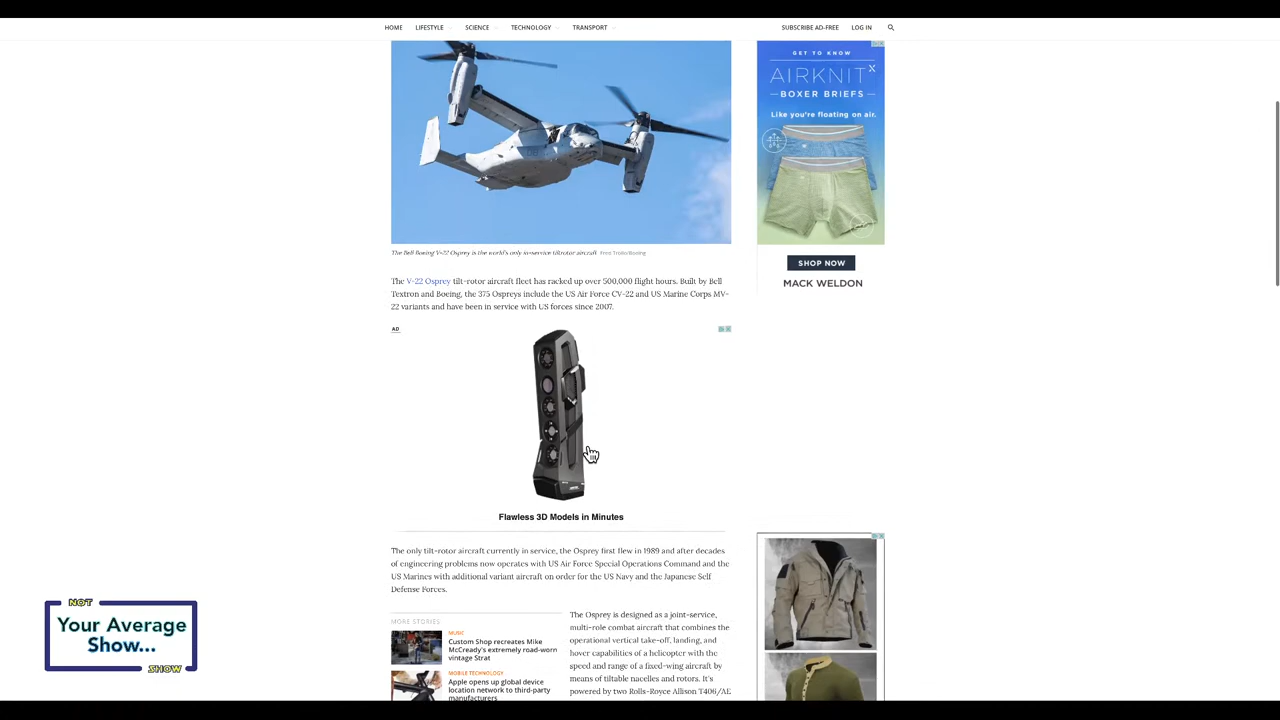 HOME LIFESTYLE SCIENCE TECHNOLOGY TRANSPORT SUBSCRIBE AD-FREE LOG IN
The Bell Boeing V-22 Osprey is the world's only in-service tiltrotor aircraft
The V-22 Osprey tilt-rotor aircraft fleet has racked up over 500,000 flight hours. Built by Bell
Textron and Boeing, the 375 Ospreys include the US Air Force CV-22 and US Marine Corps MV-
22 variants and have been in service with US forces since 2007.
AD
Flawless 3D Models in Minutes
The only tilt-rotor aircraft currently in service, the Osprey first flew in 1989 and after decades
of engineering problems now operates with US Air Force Special Operations Command and the
US Marines with additional variant aircraft on order for the US Navy and the Japanese Self
Defense Forces.
MORE STORIES
MUSIC
Custom Shop recreates Mike
McCready's extremely road-worn
vintage Strat
MOBILE TECHNOLOGY
Apple opens up global device
location network to third-party
manufacturers
The Osprey is designed as a joint-service,
multi-role combat aircraft that combines the
operational vertical take-off, landing, and
hover capabilities of a helicopter with the
speed and range of a fixed-wing aircraft by
means of tiltable nacelles and rotors. It's
powered by two Rolls-Royce Allison T406/AE
GET TO KNOW
AIRKNITX
BOXER BRIEFS
Like you're floating on air.
SHOP NOW
MACK WELDON
NOT
Your Average
Show...
SHOW